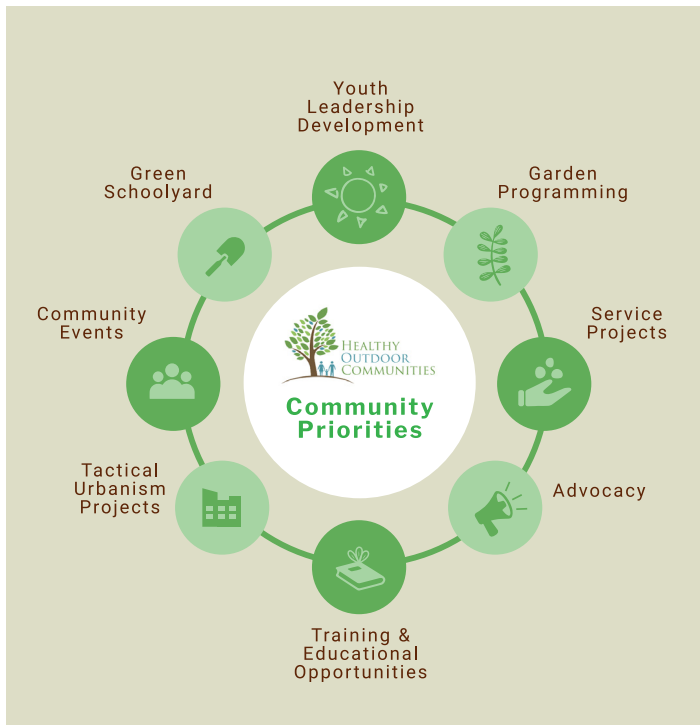 Youth
Leadership
Development
Green
Schoolyard
Garden
Programming
Community
Events
Service
Projects
HEALTHY
OUTDOOR
COMMUNITIES
Community
Priorities
Tactical
Urbanism
Projects
Advocacy
Training &
Educational
Opportunities